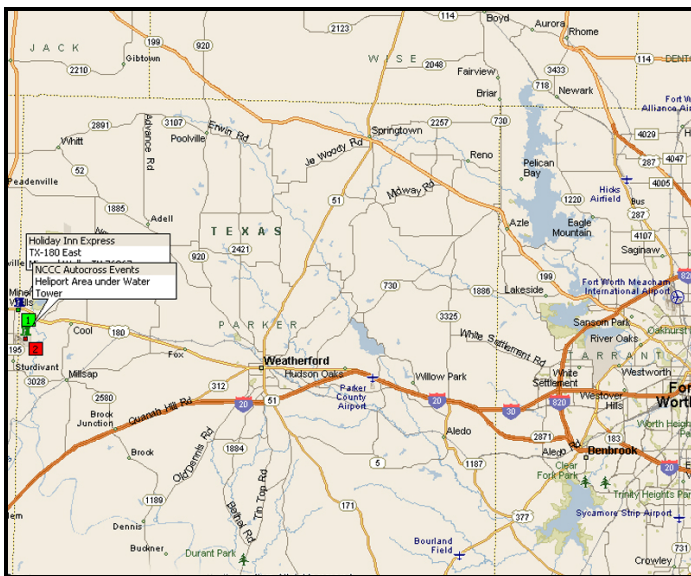 Boyd
Aurora
Rhome
2123
114
JACK
199
920
WISE
2048
Gibtown
2210
Fairview
3433
114
718
Newark
Briar
Whitt
2891
3107
Advance Rd
Poolville
Erwin Rd
Springtown
2257
730
4029
52
Je Woody Rd
Reno
Pelican
Bay
287
4047
4005
Peadenville
Midway Rd
Hicks
Airfield
1885
1220
Bus
287
Adell
51
Azle
Eagle
Mountain
4107
Saginaw
TEXAS
920
2421
Holiday Inn Express
TX-180 East
NCCC Autocross Events
Heliport Area under Water
Tower
199
Fort Worth Meacham
International Airport
730
1886
Lakeside
1
PARKER
3325
Sansom Park
River Oaks
Cool
180
White Settlement Rd
TARRANT
2
195
Fox
Weatherford
Sturdivant
3028
Millsap
Hudson Oaks
Willow Park
White
Settlement
Westworth
312
Parker
County
Airport
2580
Quanah Hill Rd
20
51
20
30
820
Westover
Hills
Brock
Junction
Aledo
2871
183
Brock
Old Dennis Rd
1884
5
1187
Benbrook
Clear
Fork Park
20
Tin Top Rd
Bethel Rd
1189
171
377
Trinity Heights
Dennis
Sycamore Strip Airport
Buckner
Durant Park
Bourland
Field
Crowley